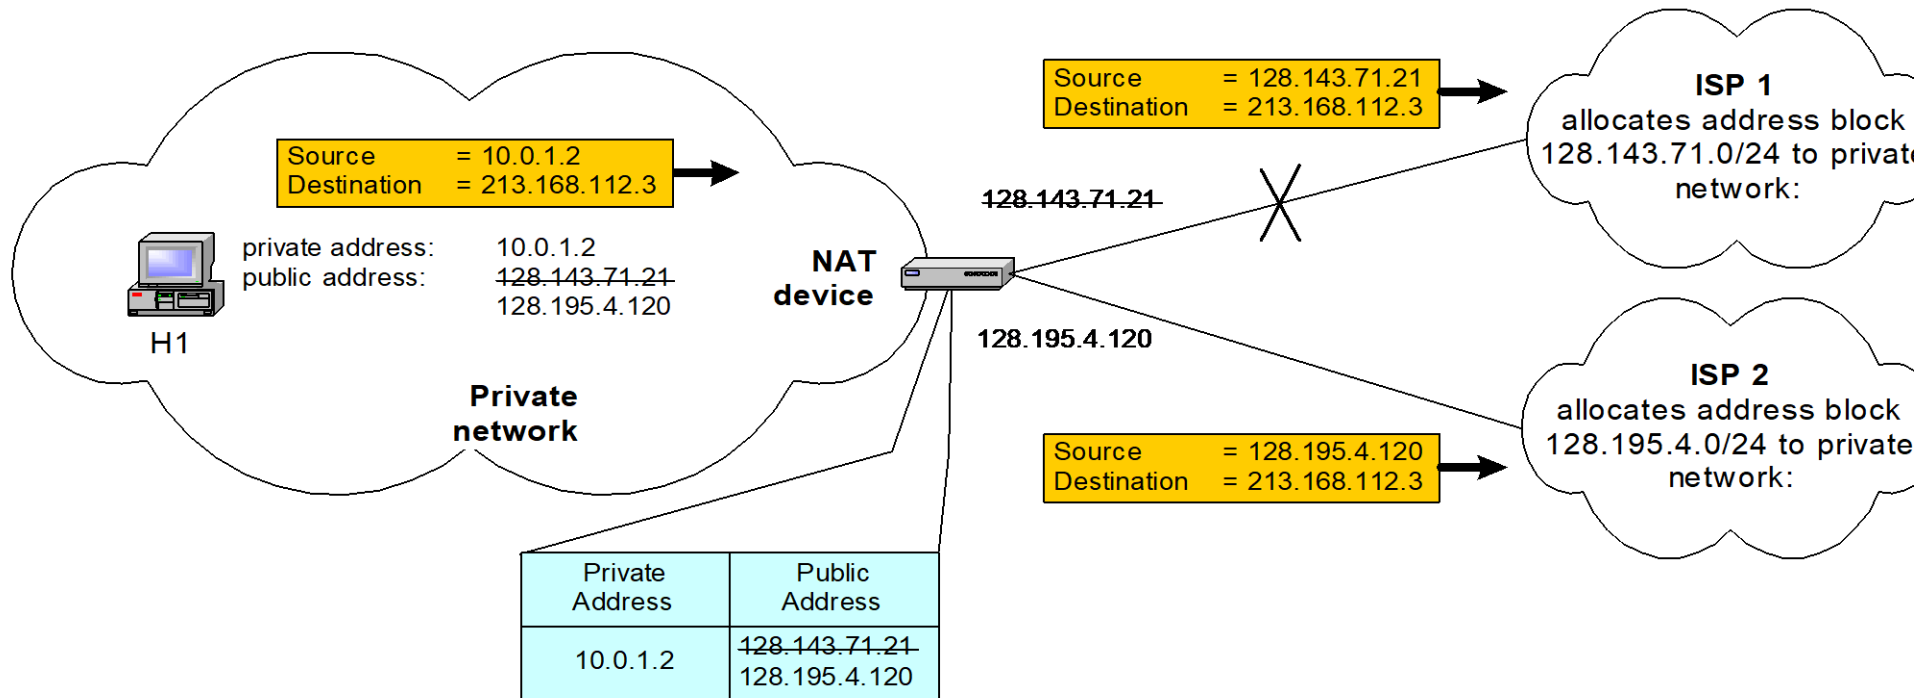 Source = 128.143.71.21
Destination = 213.168.112.3
ISP 1
allocates address block
128.143.71.0/24 to private
network:
Source = 10.0.1.2
Destination = 213.168.112.3
128.143.71.21
private address: 10.0.1.2
public address: 128.143.71.21
128.195.4.120
H1
NAT
device
128.195.4.120
Private
network
ISP 2
allocates address block
128.195.4.0/24 to private
network:
Source = 128.195.4.120
Destination = 213.168.112.3
Private
Address
Public
Address
10.0.1.2
128.143.71.21
128.195.4.120